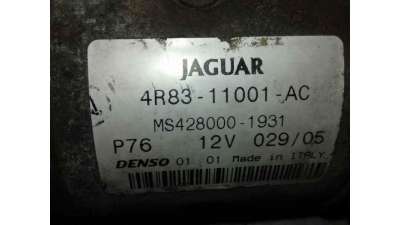 JAGUAR
4R83-11001-AC
MS428000-1931
P76 12V 029/05
DENSO 01 01 Made in ITALY.